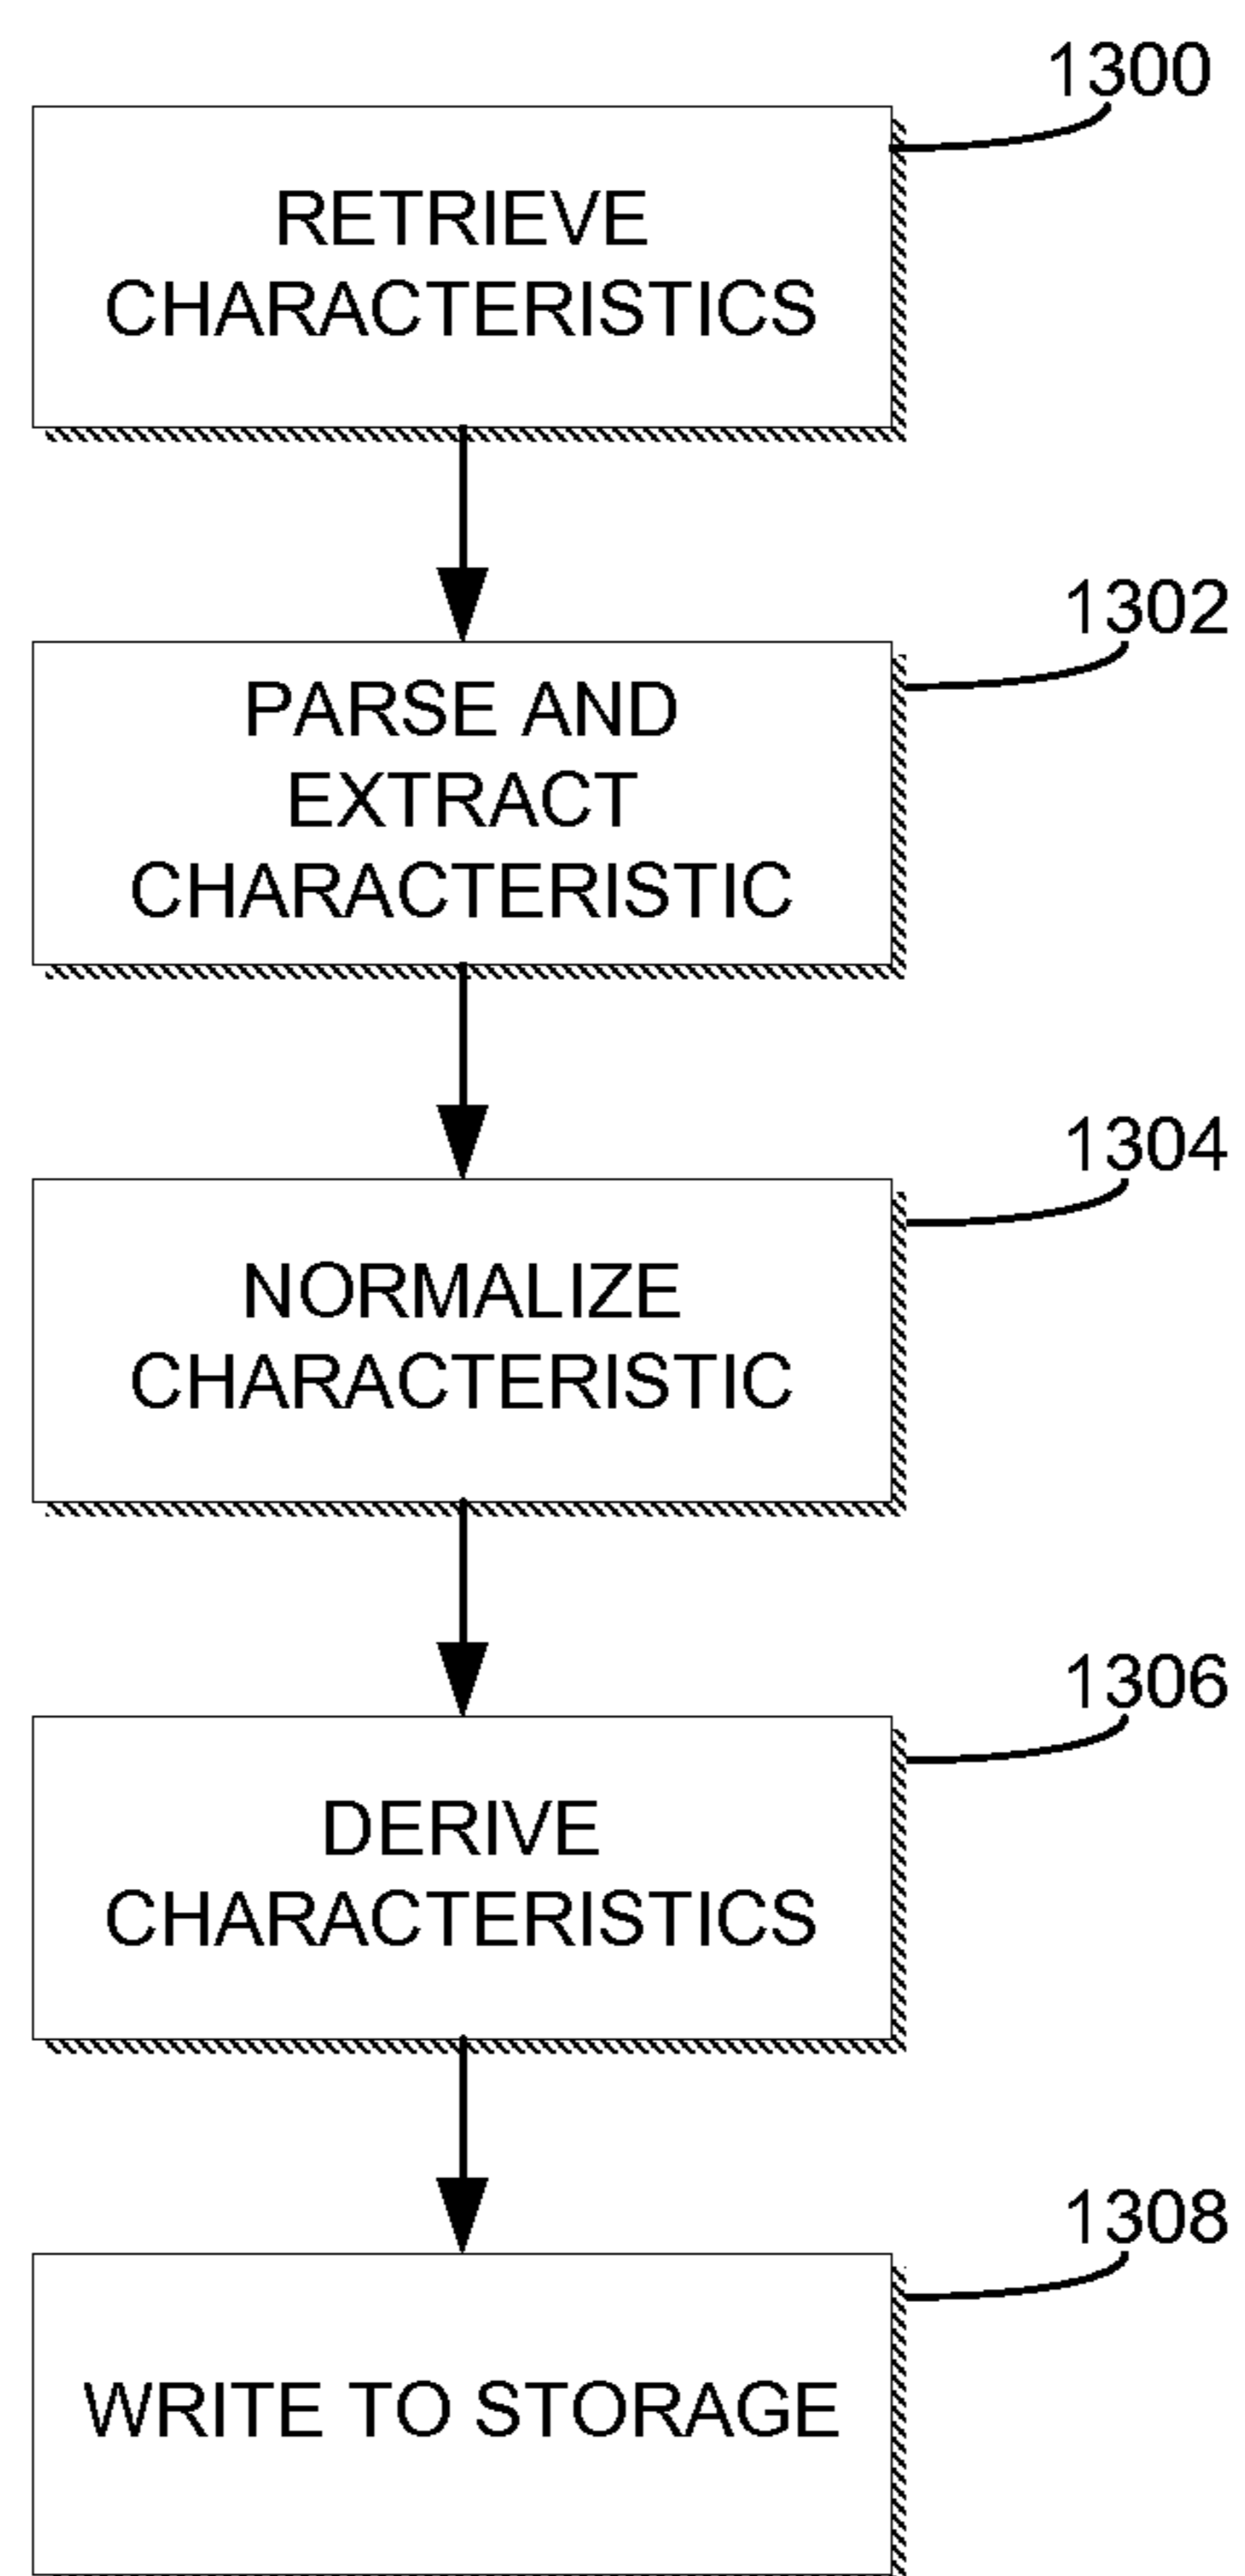 1300
RETRIEVE
CHARACTERISTICS
1302
PARSE AND
EXTRACT
CHARACTERISTIC
1304
NORMALIZE
CHARACTERISTIC
1306
DERIVE
CHARACTERISTICS
1308
WRITE TO STORAGE